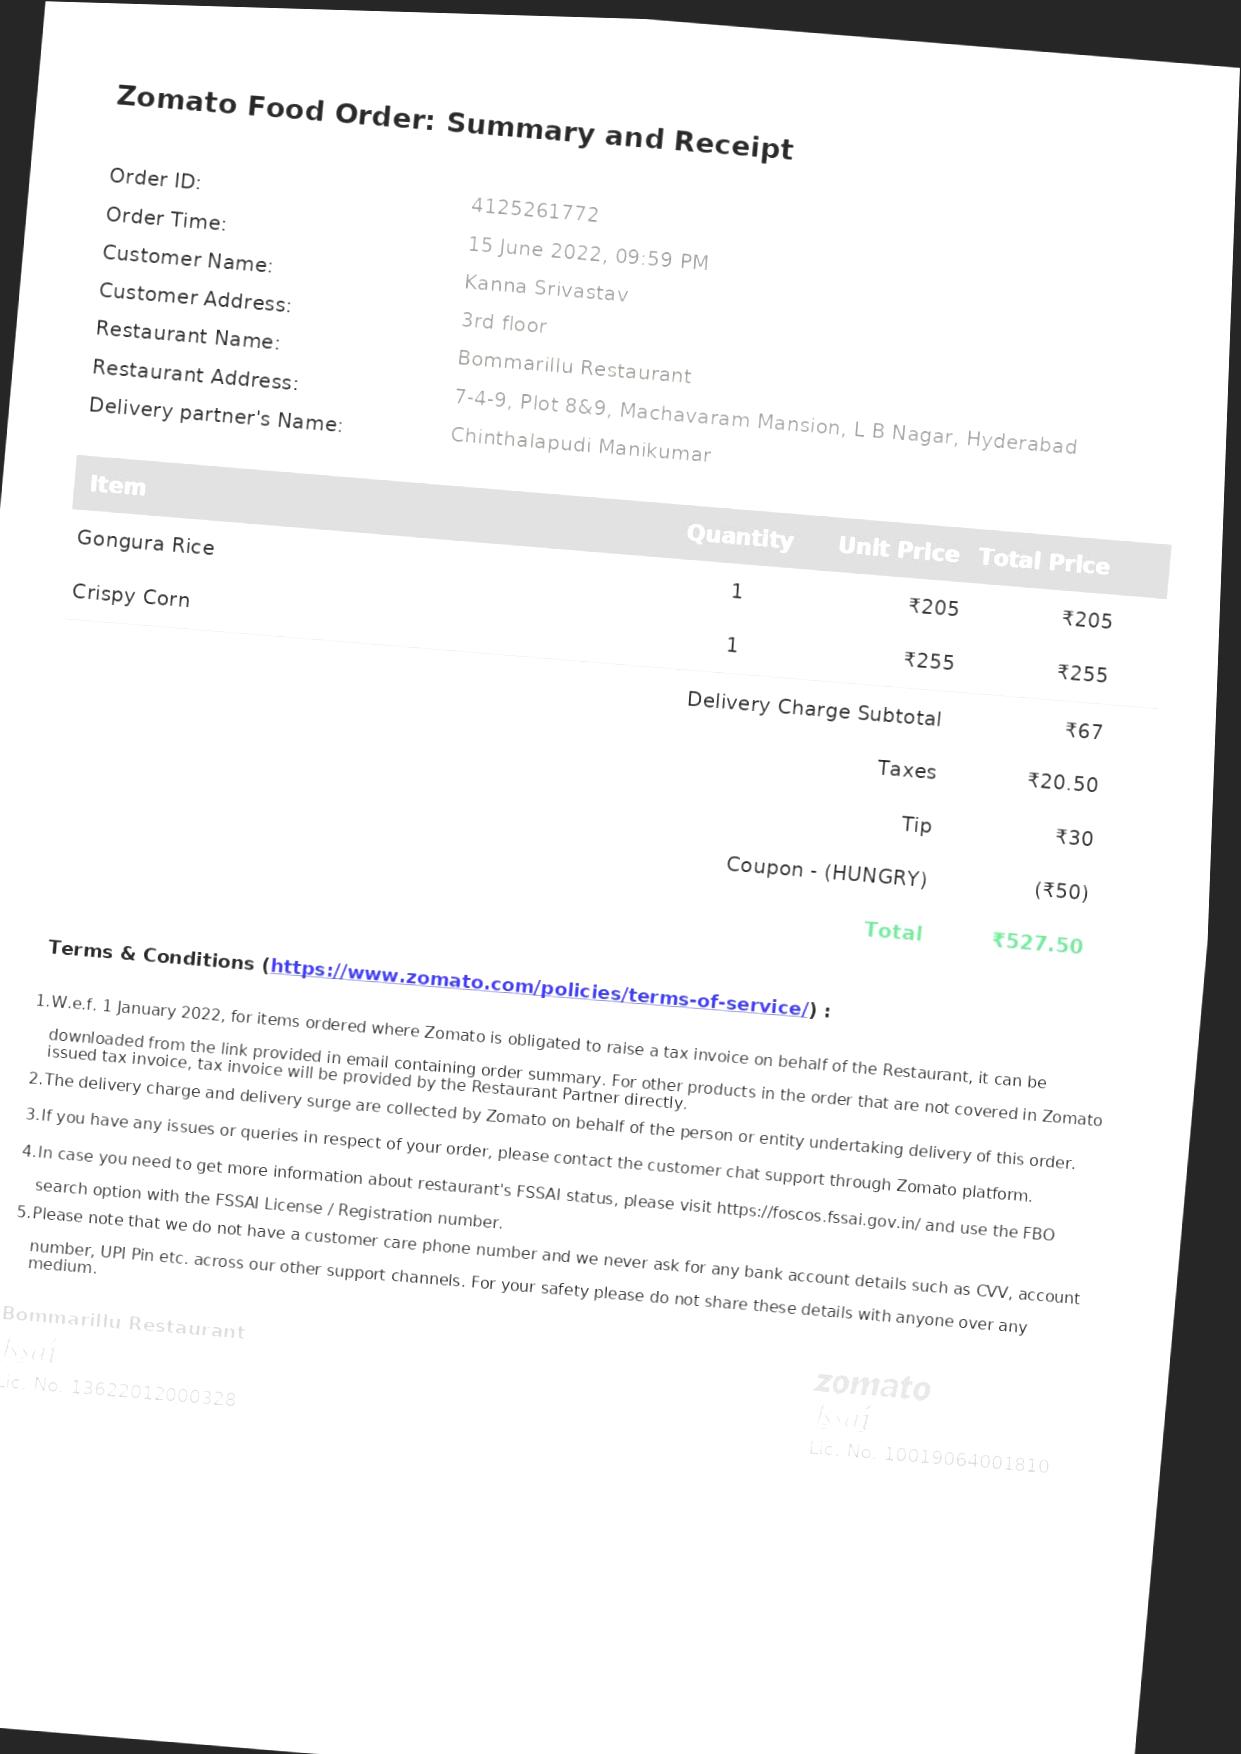 Zomato Food Order: Summary and Receipt
Order ID: 4125261772
Order Time: 15 June 2022, 09:59 PM
Customer Name: Kanna Srivastav
Customer Address: 3rd floor
Restaurant Name: Bommarillu Restaurant
Restaurant Address: 7-4-9, Plot 8&9, Machavaram Mansion, L B Nagar, Hyderabad
Delivery partner's Name: Chinthalapudi Manikumar
Item Quantity Unit Price Total Price
Gongura Rice 1 ₹205 ₹205
Crispy Corn 1 ₹255 ₹255
Delivery Charge Subtotal ₹67
Taxes ₹20.50
Tip ₹30
Coupon - (HUNGRY) (₹50)
Total ₹527.50
Terms & Conditions (https://www.zomato.com/policies/terms-of-service/) :
1.W.e.f. 1 January 2022, for items ordered where Zomato is obligated to raise a tax invoice on behalf of the Restaurant, it can be
downloaded from the link provided in email containing order summary. For other products in the order that are not covered in Zomato
issued tax invoice, tax invoice will be provided by the Restaurant Partner directly.
2.The delivery charge and delivery surge are collected by Zomato on behalf of the person or entity undertaking delivery of this order.
3.If you have any issues or queries in respect of your order, please contact the customer chat support through Zomato platform.
4.In case you need to get more information about restaurant's FSSAI status, please visit https://foscos.fssai.gov.in/ and use the FBO
search option with the FSSAI License / Registration number.
5.Please note that we do not have a customer care phone number and we never ask for any bank account details such as CVV, account
number, UPI Pin etc. across our other support channels. For your safety please do not share these details with anyone over any
medium.
Bommarillu Restaurant
fssai
Lic. No. 13622012000328
zomato
fssai
Lic. No. 10019064001810